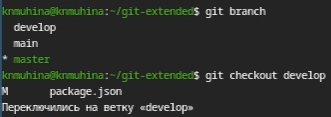 knmuhina@knmuhina:~/git-extended$ git branch
  develop
  main
* master
knmuhina@knmuhina:~/git-extended$ git checkout develop
M       package.json
Переключились на ветку «develop»